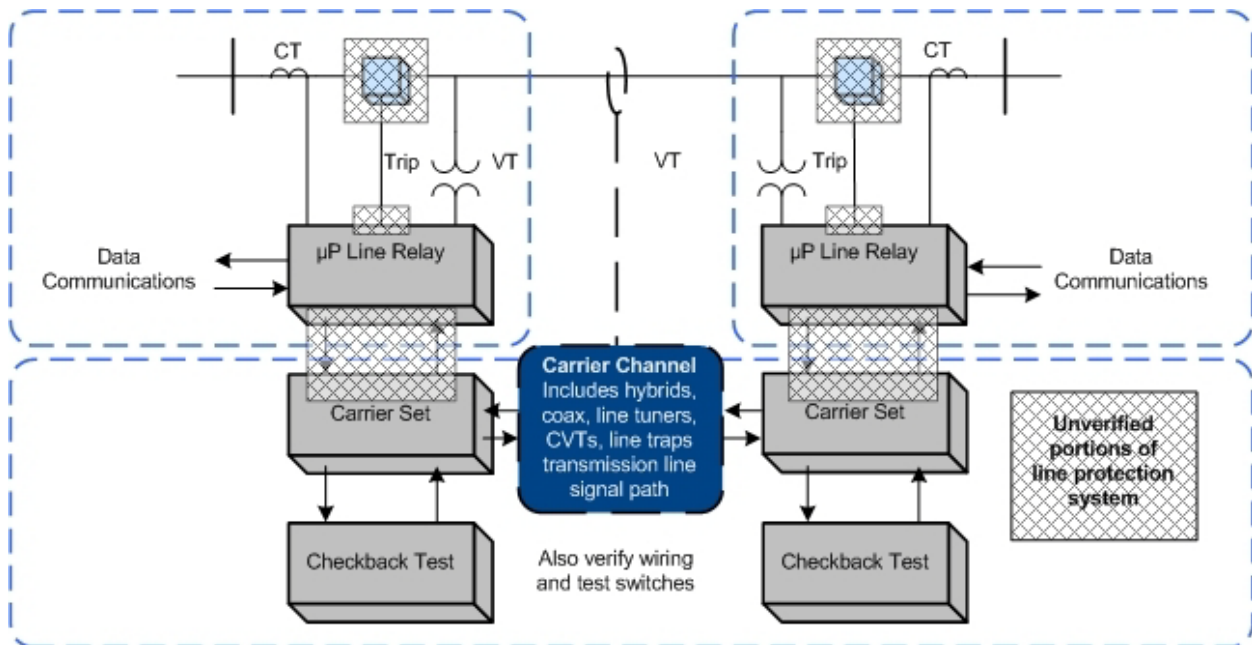 CT
CT
Trip
VT
VT
Trip
µP Line Relay
µP Line Relay
Data
Communications
Data
Communications
Carrier Channel
Includes hybrids,
coax, line tuners,
CVTs, line traps
transmission line
signal path
Carrier Set
Carrier Set
Unverified
portions of
line protection
system
Checkback Test
Also verify wiring
and test switches
Checkback Test